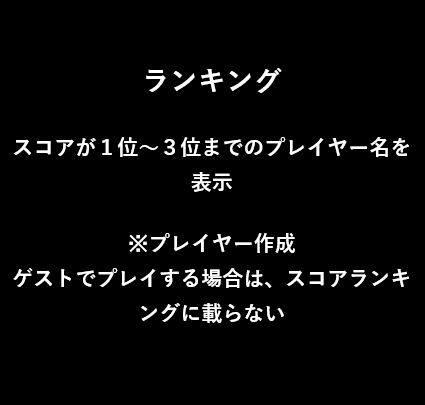 ランキング
スコアが１位～３位までのプレイヤー名を
表示
※プレイヤー作成
ゲストでプレイする場合は、スコアランキ
ングに載らない